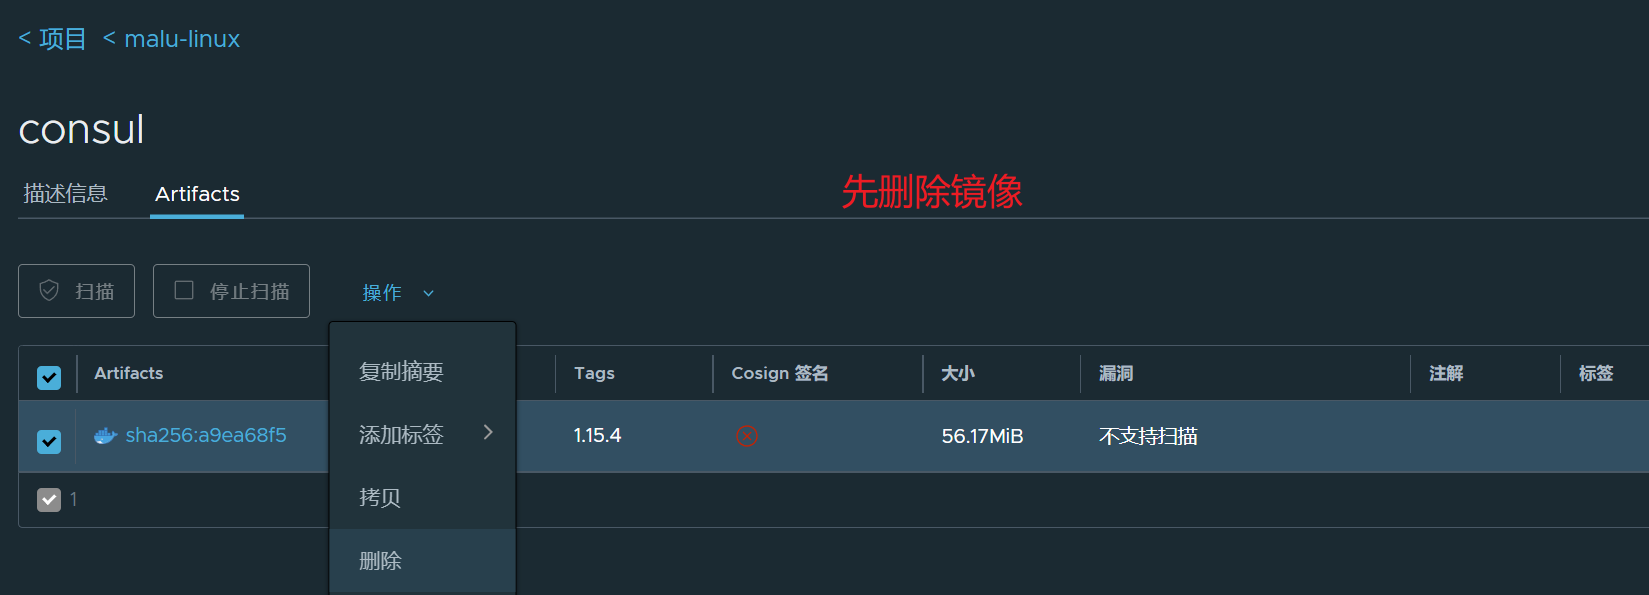 < 项目 < malu-linux
consul
描述信息 Artifacts
先删除镜像
扫描 停止扫描 操作
复制摘要
添加标签
拷贝
删除
Artifacts Tags Cosign 签名 大小 漏洞 注解 标签
sha256:a9ea68f5 1.15.4 56.17MiB 不支持扫描
1